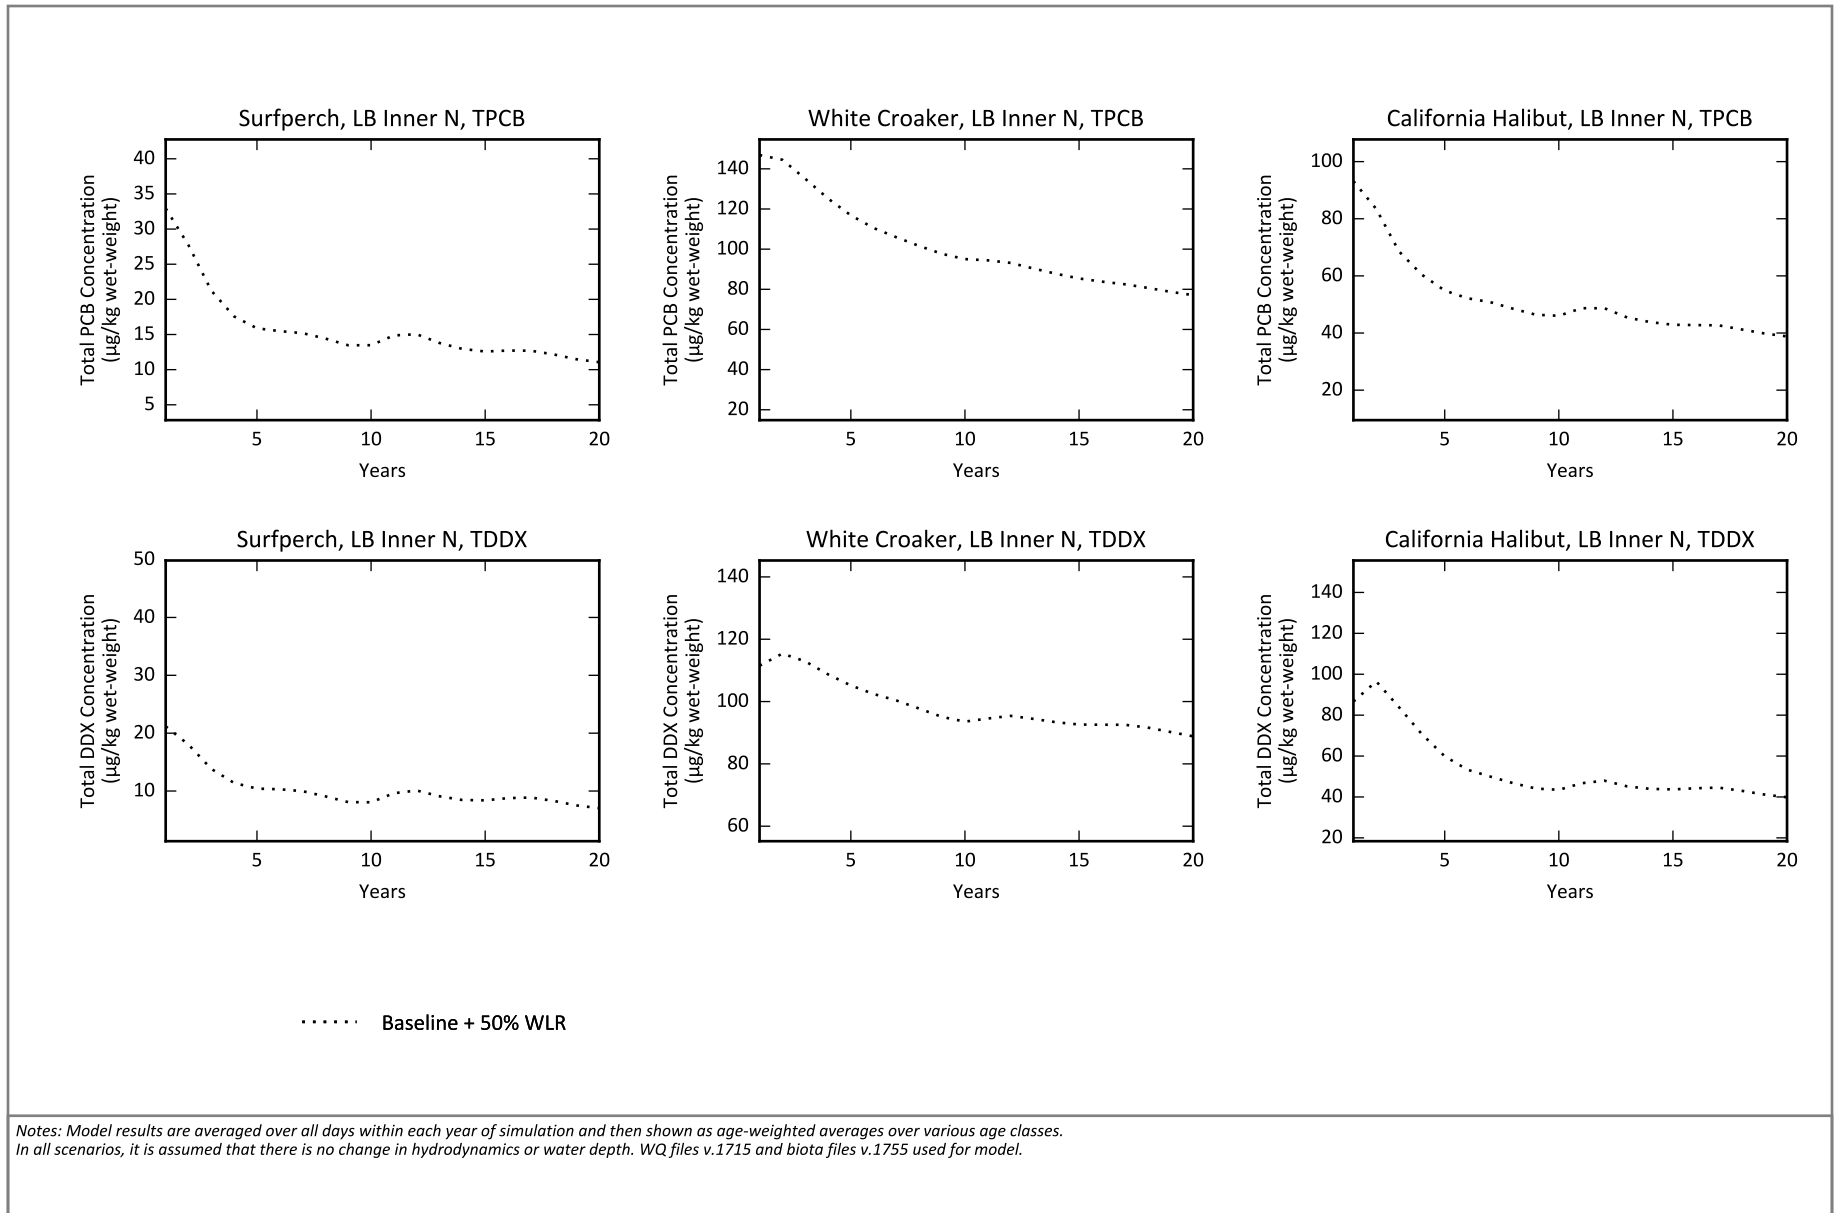 Surfperch, LB Inner N, TPCB
Total PCB Concentration
(µg/kg wet-weight)
40
35
30
25
20
15
10
5
5 10 15 20
Years
White Croaker, LB Inner N, TPCB
Total PCB Concentration
(µg/kg wet-weight)
140
120
100
80
60
40
20
5 10 15 20
Years
California Halibut, LB Inner N, TPCB
Total PCB Concentration
(µg/kg wet-weight)
100
80
60
40
20
5 10 15 20
Years
Surfperch, LB Inner N, TDDX
Total DDX Concentration
(µg/kg wet-weight)
50
40
30
20
10
5 10 15 20
Years
White Croaker, LB Inner N, TDDX
Total DDX Concentration
(µg/kg wet-weight)
140
120
100
80
60
5 10 15 20
Years
California Halibut, LB Inner N, TDDX
Total DDX Concentration
(µg/kg wet-weight)
140
120
100
80
60
40
20
5 10 15 20
Years
Baseline + 50% WLR
Notes: Model results are averaged over all days within each year of simulation and then shown as age-weighted averages over various age classes.
In all scenarios, it is assumed that there is no change in hydrodynamics or water depth. WQ files v.1715 and biota files v.1755 used for model.